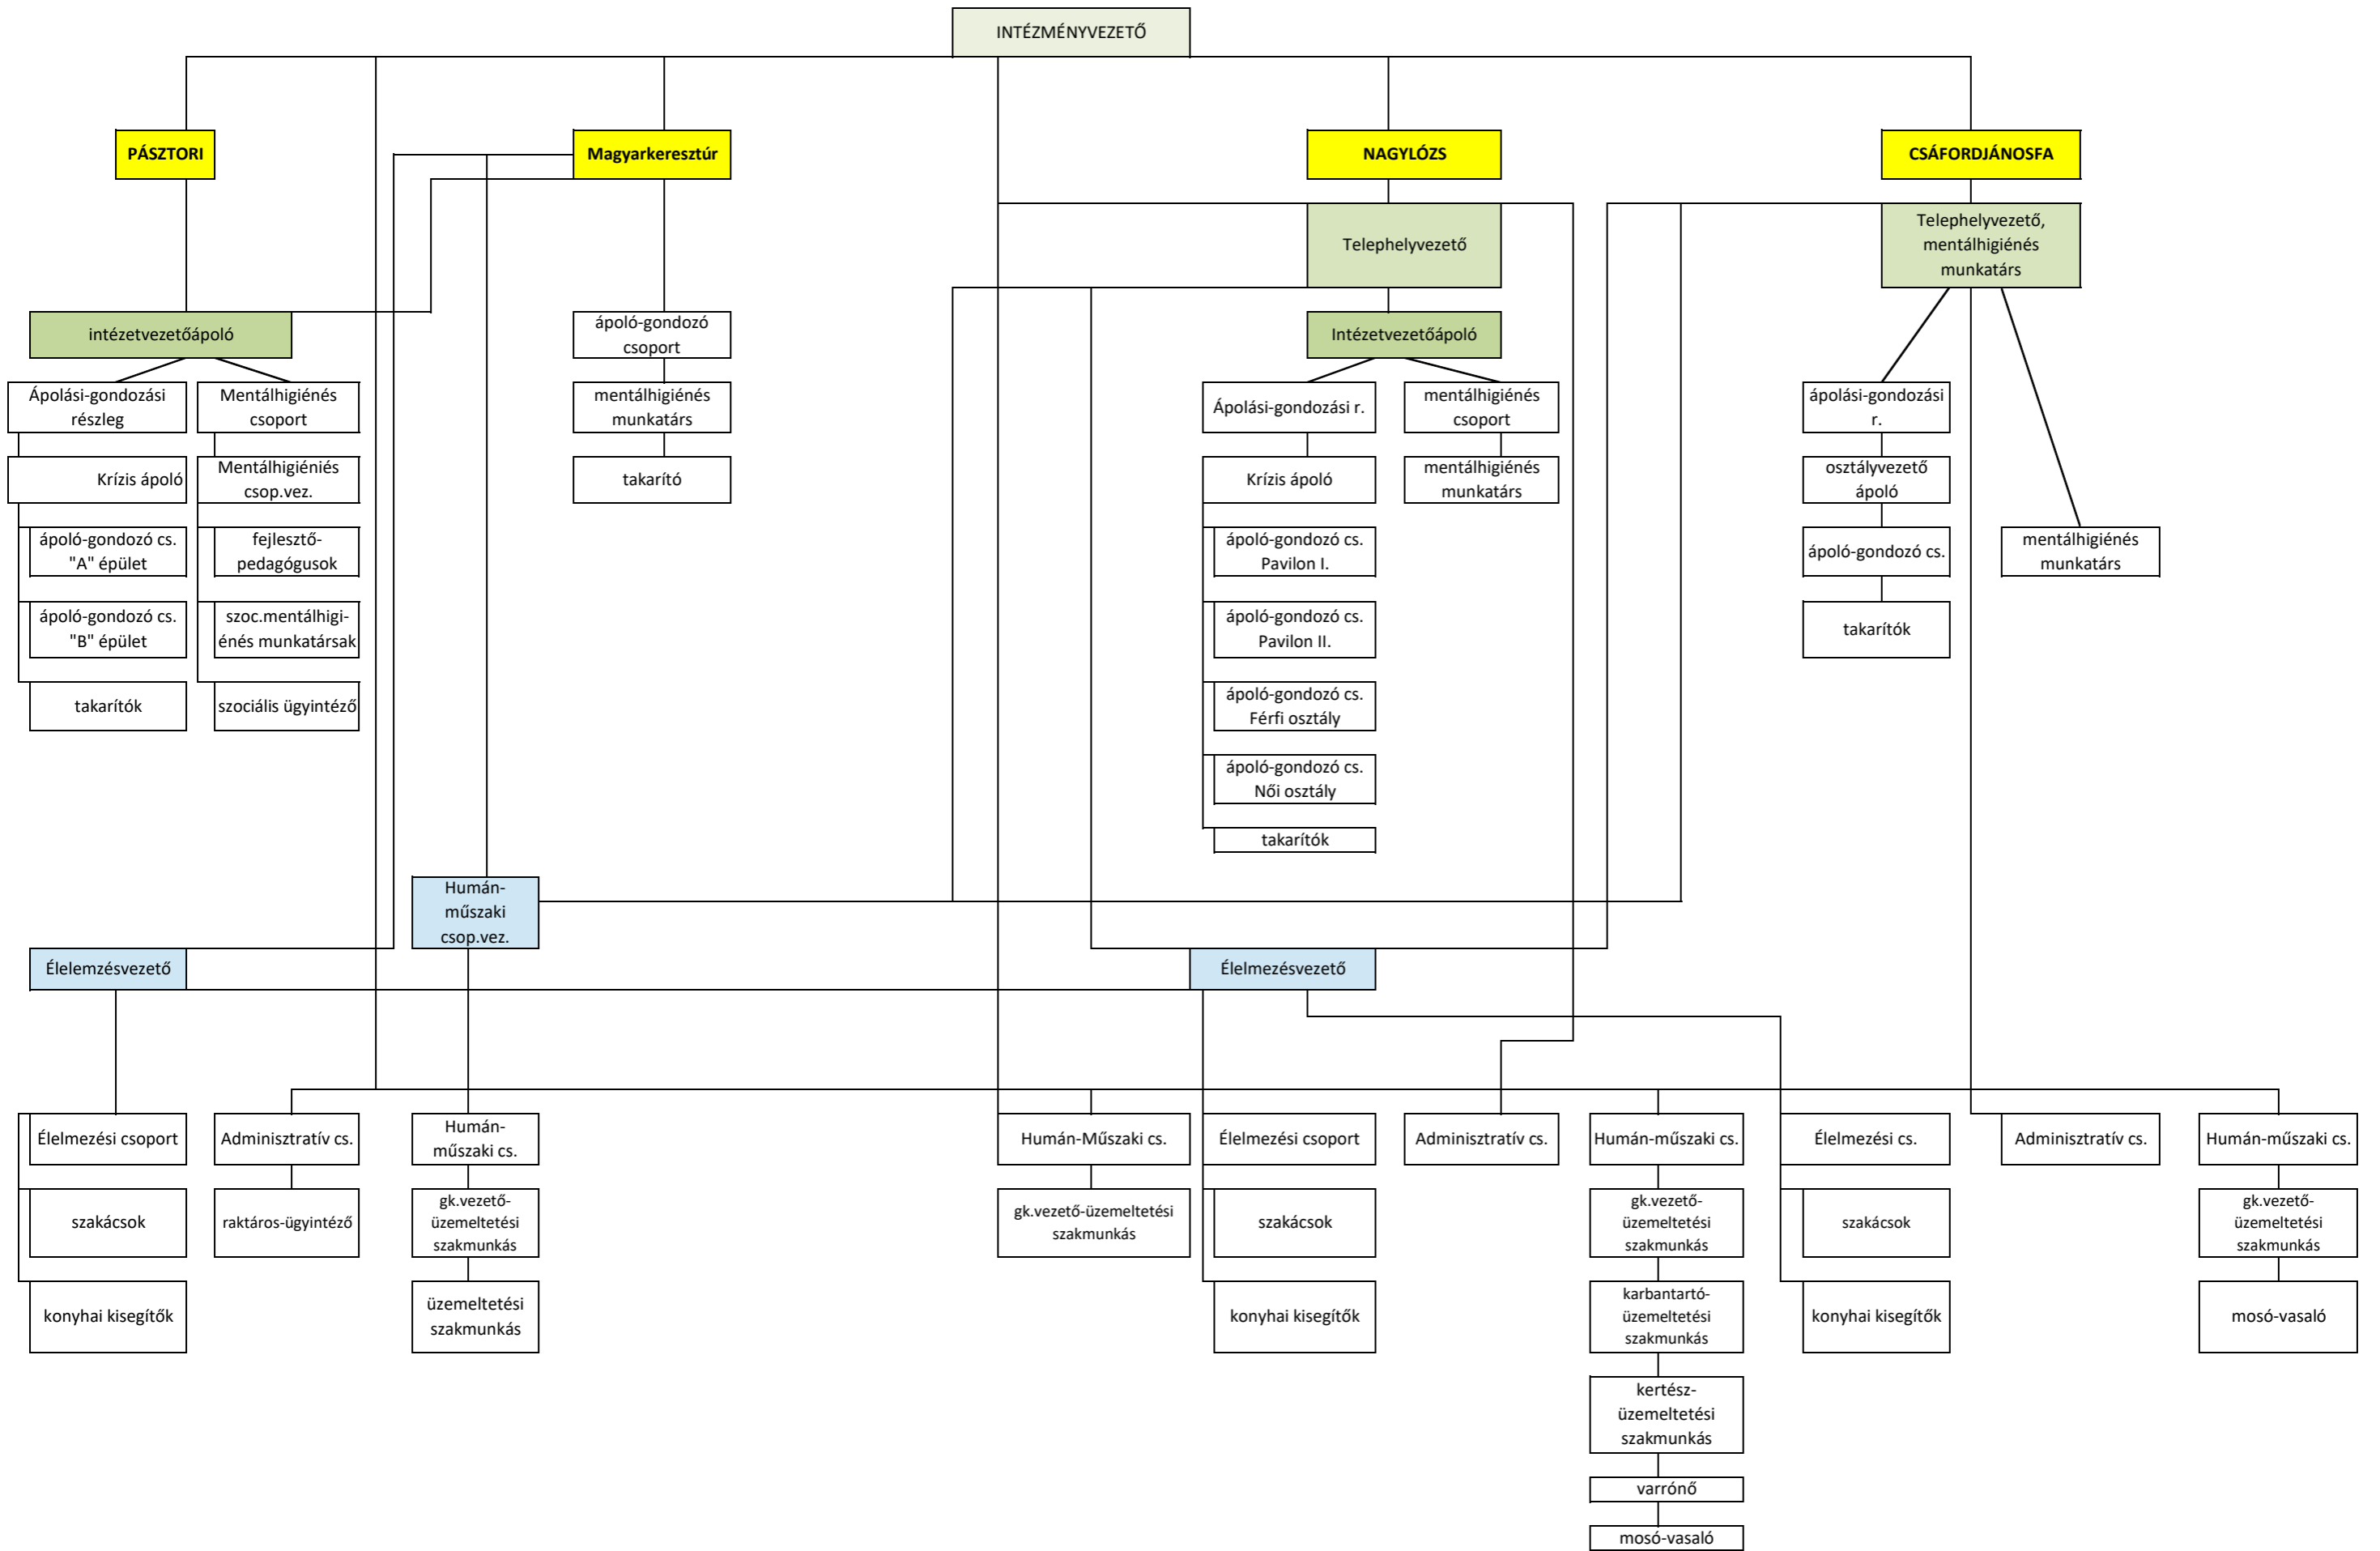 INTÉZMÉNYVEZETŐ
PÁSZTORI
Magyarkeresztúr
NAGYLÓZS
CSÁFORDJÁNOSFA
Telephelyvezető
Telephelyvezető,
mentálhigiénés
munkatárs
intézetvezetőápoló
ápoló-gondozó
csoport
Intézetvezetőápoló
Ápolási-gondozási
részleg
Mentálhigiénés
csoport
mentálhigiénés
munkatárs
Ápolási-gondozási r.
mentálhigiénés
csoport
ápolási-gondozási
r.
Krízis ápoló
Mentálhigiéniés
csop.vez.
takarító
Krízis ápoló
mentálhigiénés
munkatárs
osztályvezető
ápoló
ápoló-gondozó cs.
"A" épület
fejlesztő-
pedagógusok
ápoló-gondozó cs.
Pavilon I.
ápoló-gondozó cs.
mentálhigiénés
munkatárs
ápoló-gondozó cs.
"B" épület
szoc.mentálhigi-
énés munkatársak
ápoló-gondozó cs.
Pavilon II.
takarítók
takarítók
szociális ügyintéző
ápoló-gondozó cs.
Férfi osztály
ápoló-gondozó cs.
Női osztály
takarítók
Humán-
műszaki
csop.vez.
Élelemzésvezető
Élelmezésvezető
Élelmezési csoport
Adminisztratív cs.
Humán-
műszaki cs.
Humán-Műszaki cs.
Élelmezési csoport
Adminisztratív cs.
Humán-műszaki cs.
Élelmezési cs.
Adminisztratív cs.
Humán-műszaki cs.
szakácsok
raktáros-ügyintéző
gk.vezető-
üzemeltetési
szakmunkás
gk.vezető-üzemeltetési
szakmunkás
szakácsok
gk.vezető-
üzemeltetési
szakmunkás
szakácsok
gk.vezető-
üzemeltetési
szakmunkás
konyhai kisegítők
üzemeltetési
szakmunkás
konyhai kisegítők
karbantartó-
üzemeltetési
szakmunkás
konyhai kisegítők
mosó-vasaló
kertész-
üzemeltetési
szakmunkás
varrónő
mosó-vasaló